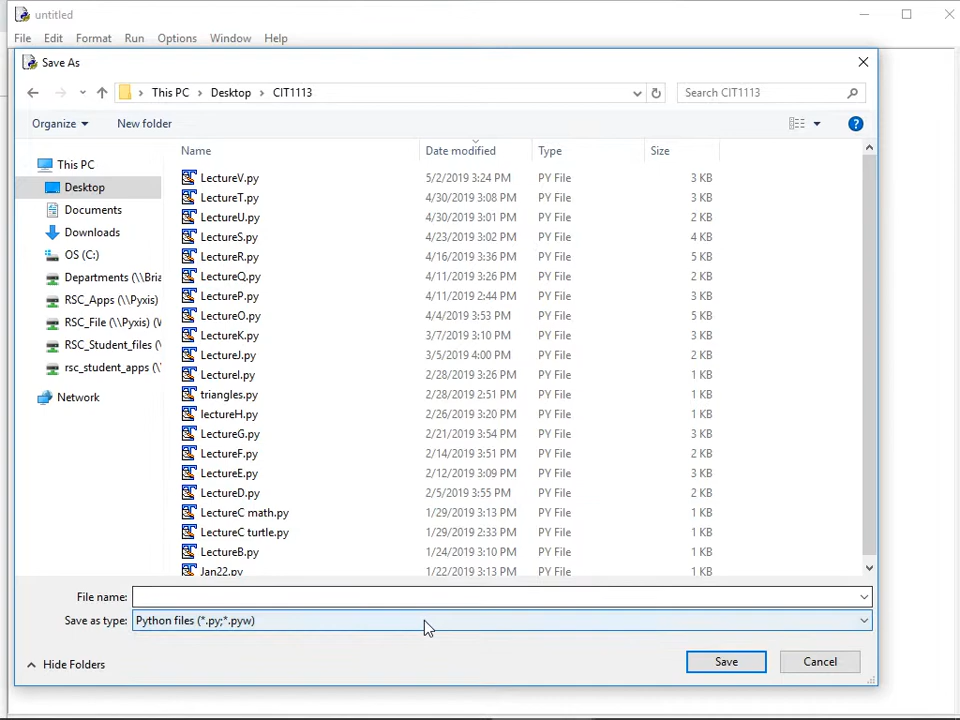 untitled
File Edit Format Run Options Window Help
Save As
This PC Desktop CIT1113 Search CIT1113
Organize New folder
Name Date modified Type Size
This PC
Desktop
Documents
Downloads
OS (C:)
Departments (\\Bria
RSC_Apps (\\Pyxis)
RSC_File (\\Pyxis) (V
RSC_Student_files (\
rsc_student_apps (\\
Network
LectureV.py 5/2/2019 3:24 PM PY File 3 KB
LectureT.py 4/30/2019 3:08 PM PY File 3 KB
LectureU.py 4/30/2019 3:01 PM PY File 2 KB
LectureS.py 4/23/2019 3:02 PM PY File 4 KB
LectureR.py 4/16/2019 3:36 PM PY File 5 KB
LectureQ.py 4/11/2019 3:26 PM PY File 2 KB
LectureP.py 4/11/2019 2:44 PM PY File 3 KB
LectureO.py 4/4/2019 3:53 PM PY File 5 KB
LectureK.py 3/7/2019 3:10 PM PY File 3 KB
LectureJ.py 3/5/2019 4:00 PM PY File 2 KB
LectureI.py 2/28/2019 3:26 PM PY File 1 KB
triangles.py 2/28/2019 2:51 PM PY File 1 KB
lectureH.py 2/26/2019 3:20 PM PY File 1 KB
LectureG.py 2/21/2019 3:54 PM PY File 3 KB
LectureF.py 2/14/2019 3:51 PM PY File 2 KB
LectureE.py 2/12/2019 3:09 PM PY File 1 KB
LectureD.py 2/5/2019 3:55 PM PY File 2 KB
LectureC math.py 1/29/2019 3:13 PM PY File 1 KB
LectureC turtle.py 1/29/2019 2:33 PM PY File 1 KB
LectureB.py 1/24/2019 3:10 PM PY File 1 KB
Jan22.py 1/22/2019 3:13 PM PY File 1 KB
File name:
Save as type: Python files (*.py;*.pyw)
Hide Folders Save Cancel